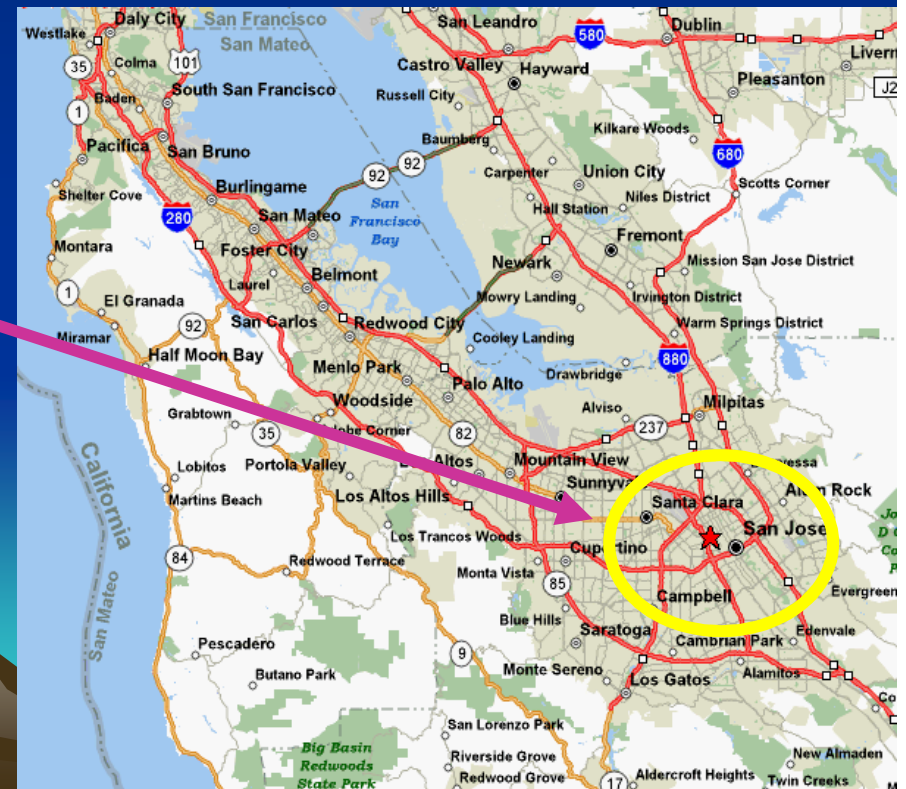 Daly City
San Francisco
San Mateo
San Leandro
580
Dublin
Westlake
35
Colma
101
Castro Valley
Hayward
Pleasanton
South San Francisco
Russell City
Baden
1
Pacifica
San Bruno
Baumberg
Kilkare Woods
92
92
680
Carpenter
Union City
Scotts Corner
Shelter Cove
Burlingame
280
San Mateo
San
Francisco
Bay
Hall Station
Niles District
Fremont
Montara
Foster City
Newark
Mission San Jose District
Laurel
Belmont
1
El Granada
Mowry Landing
Irvington District
92
San Carlos
Redwood City
Warm Springs District
Miramar
Half Moon Bay
Cooley Landing
880
Menlo Park
Drawbridge
Palo Alto
Milpitas
Woodside
Alviso
Grabtown
35
82
237
California
San Mateo
Portola Valley
Mountain View
Lobitos
Los Altos Hills
Santa Clara
Martins Beach
San Jose
Los Trancos Woods
Cupertino
84
Redwood Terrace
Monta Vista
85
Campbell
Evergreen
Blue Hills
Saratoga
Edenvale
Pescadero
9
Cambrian Park
Butano Park
Monte Sereno
Alamitos
Los Gatos
San Lorenzo Park
Big Basin
Redwoods
State Park
Riverside Grove
New Almaden
Redwood Grove
17
Aldercroft Heights
Twin Creeks